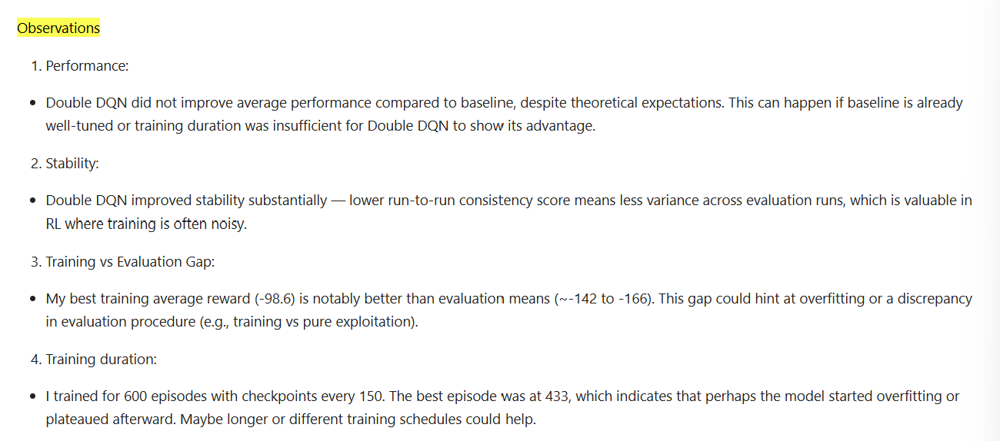 Observations
1. Performance:
• Double DQN did not improve average performance compared to baseline, despite theoretical expectations. This can happen if baseline is already
well-tuned or training duration was insufficient for Double DQN to show its advantage.
2. Stability:
• Double DQN improved stability substantially — lower run-to-run consistency score means less variance across evaluation runs, which is valuable in
RL where training is often noisy.
3. Training vs Evaluation Gap:
• My best training average reward (-98.6) is notably better than evaluation means (~-142 to -166). This gap could hint at overfitting or a discrepancy
in evaluation procedure (e.g., training vs pure exploitation).
4. Training duration:
• I trained for 600 episodes with checkpoints every 150. The best episode was at 433, which indicates that perhaps the model started overfitting or
plateaued afterward. Maybe longer or different training schedules could help.